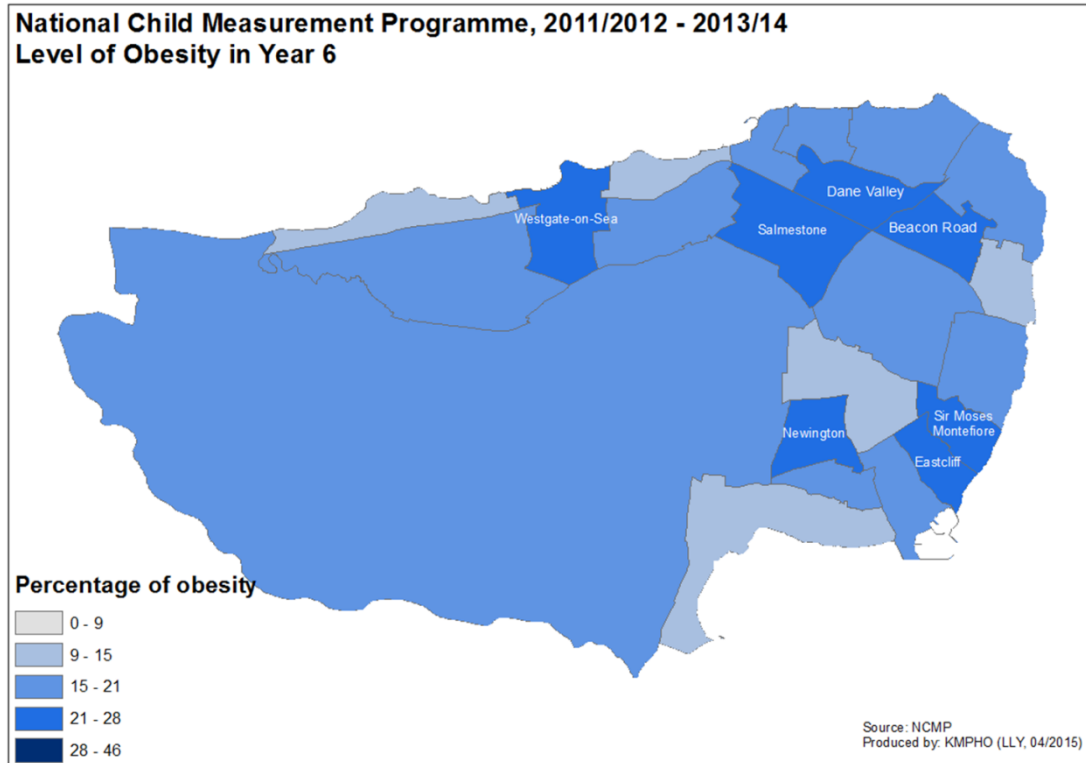 National Child Measurement Programme, 2011/2012 - 2013/14
Level of Obesity in Year 6
Dane Valley
Westgate-on-Sea
Salmestone
Beacon Road
Sir Moses
Montefiore
Newington
Eastcliff
Percentage of obesity
0 - 9
9 - 15
15 - 21
21 - 28
28 - 46
Source: NCMP
Produced by: KMPHO (LLY, 04/2015)